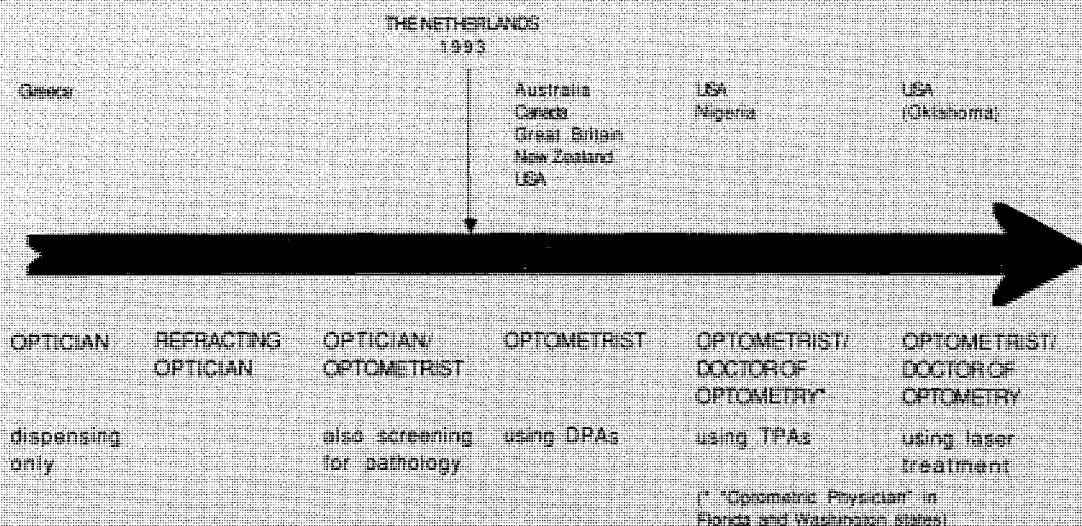 THE NETHERLANDS
1993
Greece
Australia
Canada
Great Britain
New Zealand
USA
USA
Nigeria
USA
(Oklahoma)
OPTICIAN
dispensing
only
REFRACTING
OPTICIAN
OPTICIAN/
OPTOMETRIST
also screening
for pathology
OPTOMETRIST
using DPAs
OPTOMETRIST/
DOCTOR OF
OPTOMETRY*
using TPAs
(* "Optometric Physician" in
Florida and Washington states)
OPTOMETRIST/
DOCTOR OF
OPTOMETRY
using laser
treatment